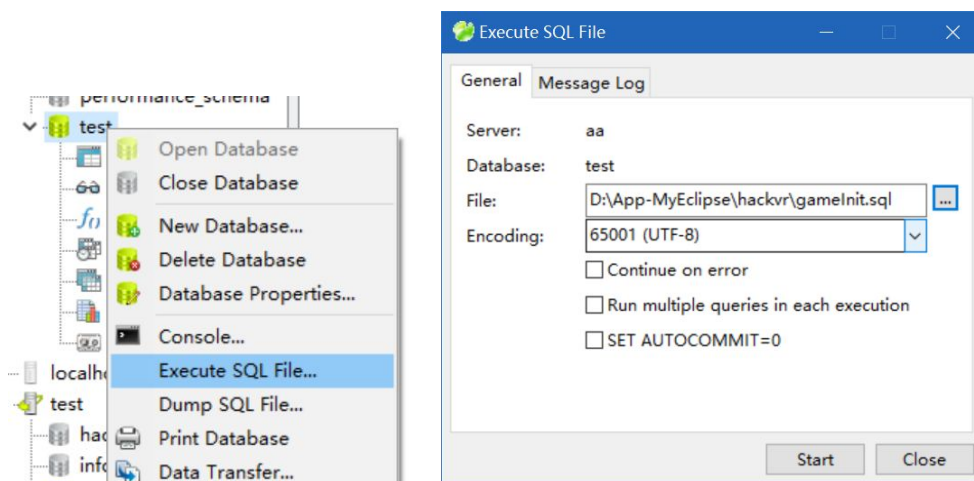 performance_schema
test
Open Database
Close Database
New Database...
Delete Database
Database Properties...
Console...
Execute SQL File...
Dump SQL File...
Print Database
Data Transfer...
test
Execute SQL File
General Message Log
Server: aa
Database: test
File: D:\App-MyEclipse\hackvr\gameInit.sql ...
Encoding: 65001 (UTF-8)
Continue on error
Run multiple queries in each execution
SET AUTOCOMMIT=0
Start Close